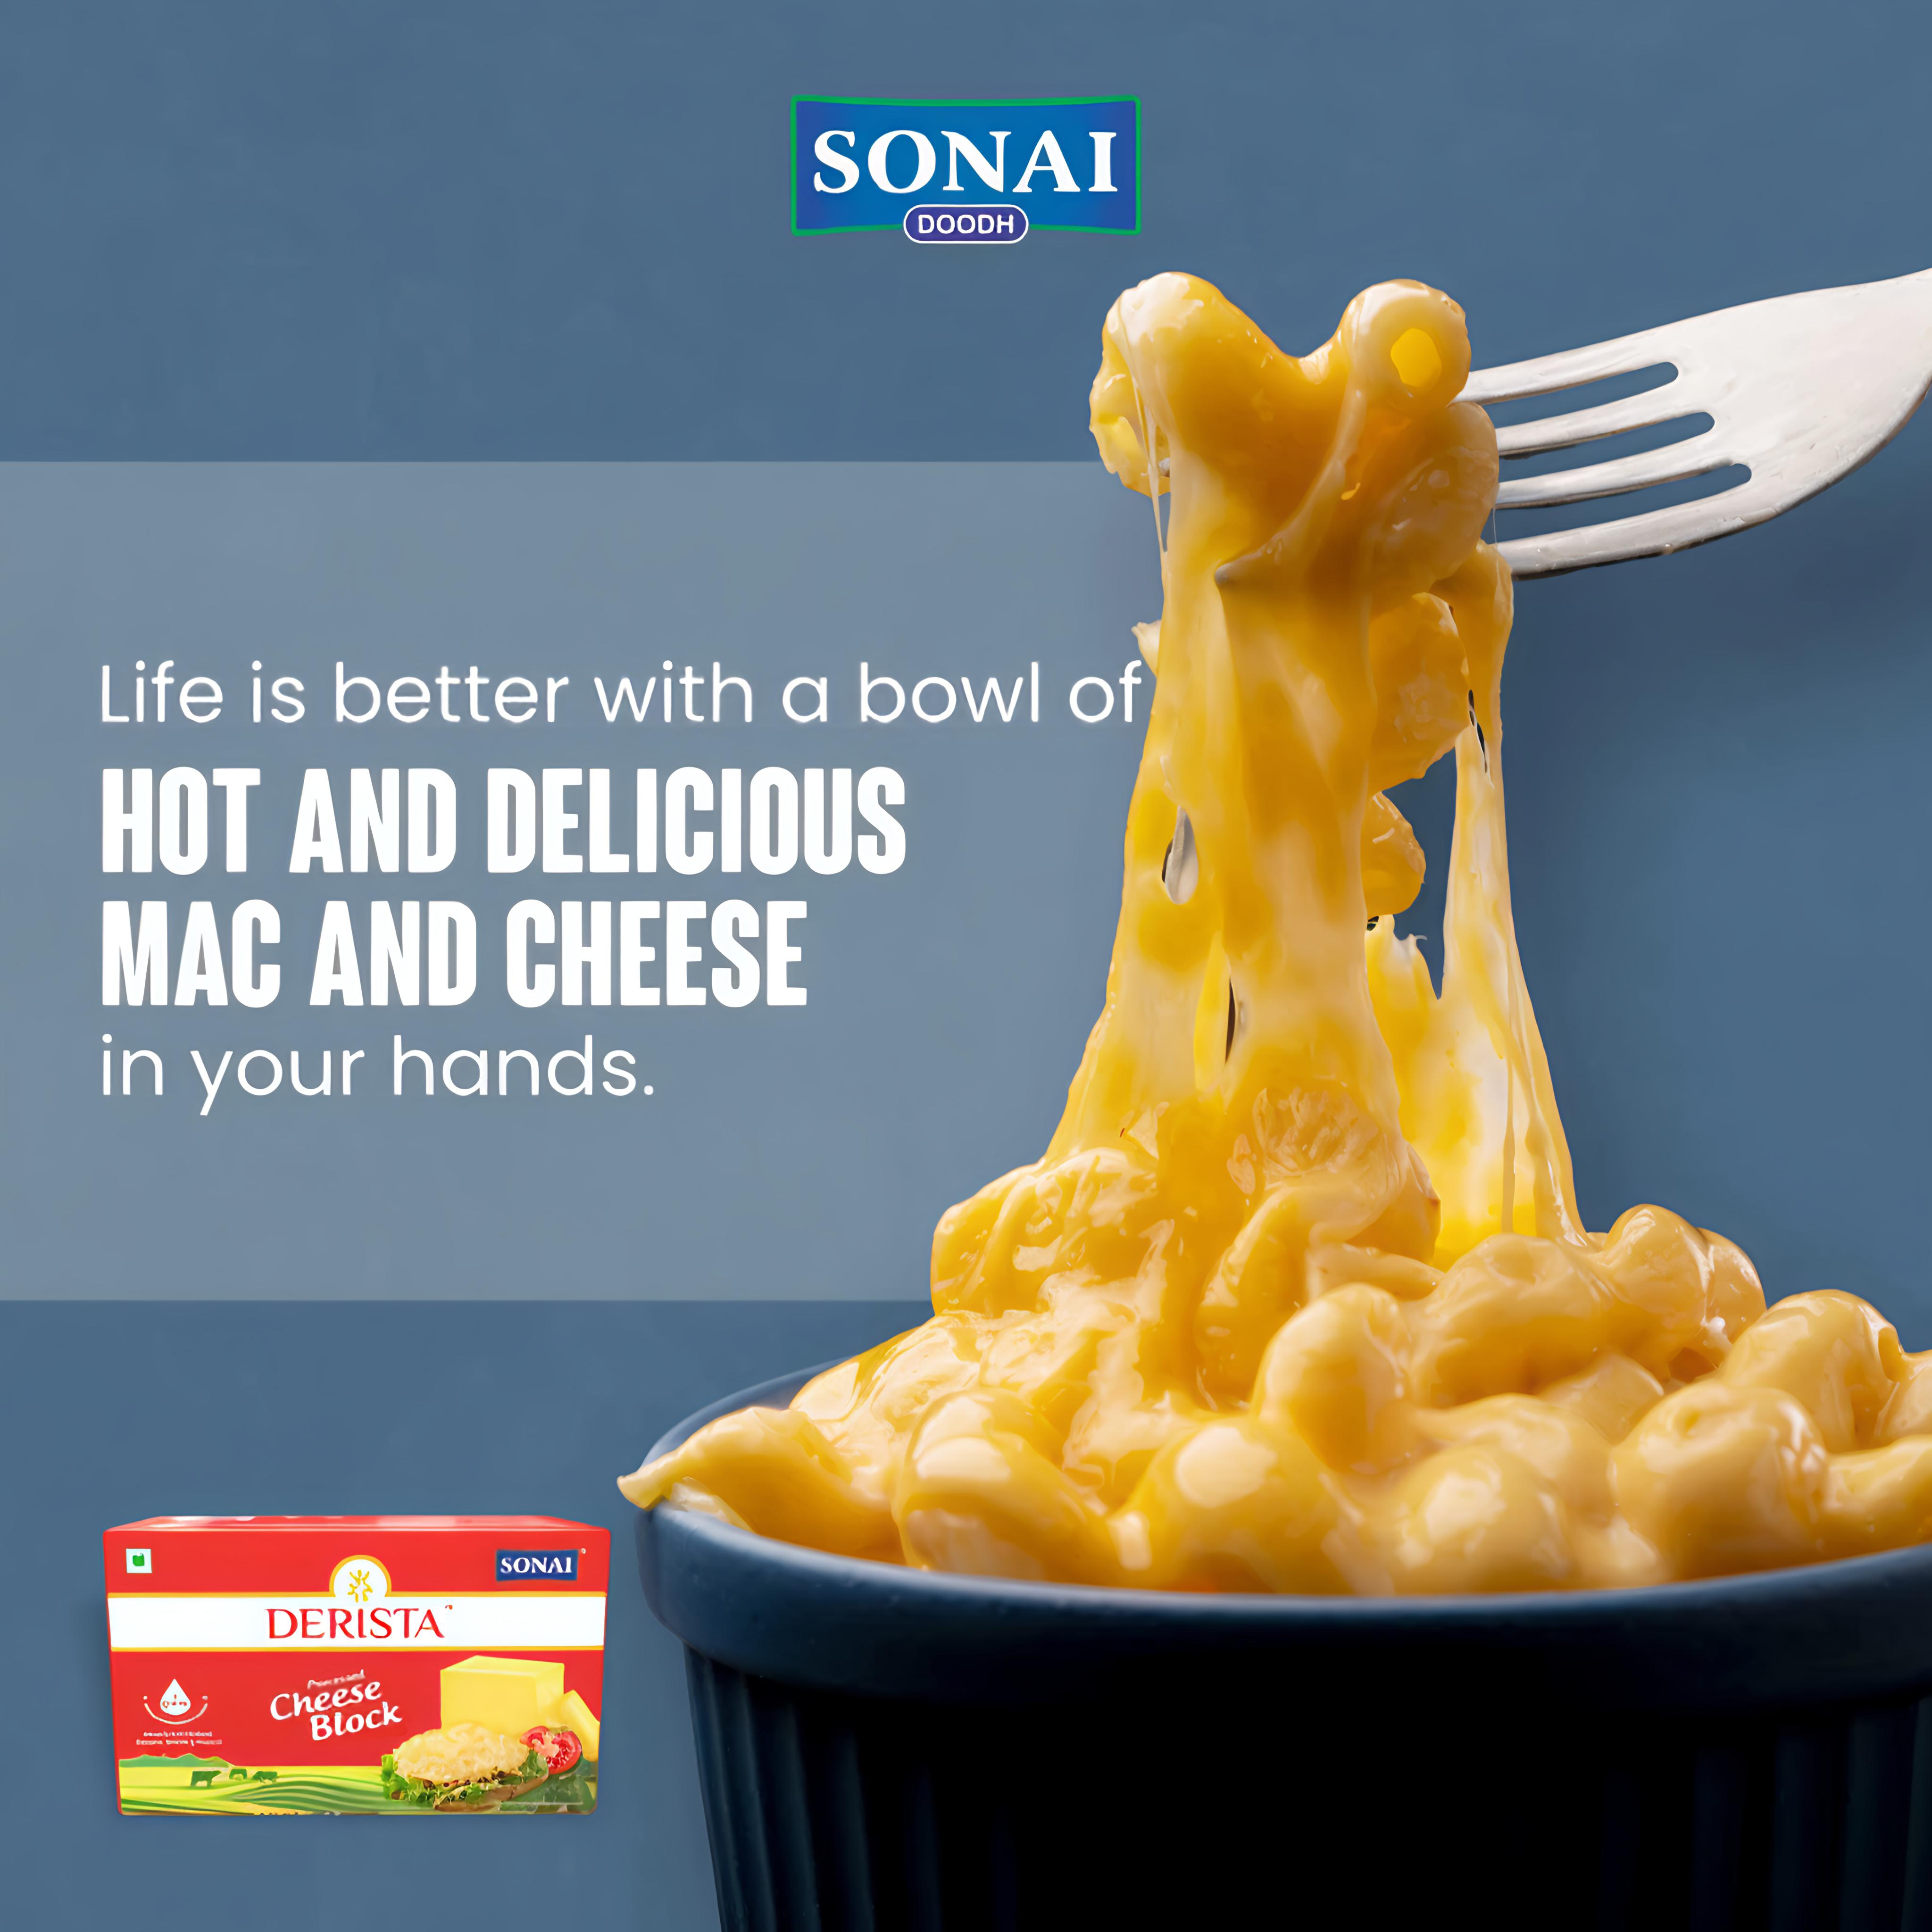 SONAI
DOODH
Life is better with a bowl of
HOT AND DELICIOUS
MAC AND CHEESE
in your hands.
SONAI
DERISTA
Cheese
Block